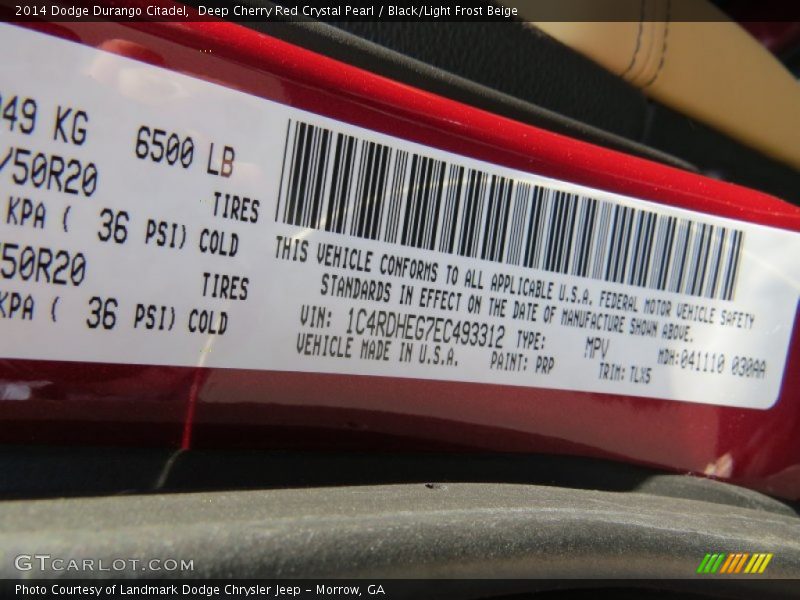 2014 Dodge Durango Citadel, Deep Cherry Red Crystal Pearl / Black/Light Frost Beige
49 KG 6500 LB
/50R20 TIRES
KPA ( 36 PSI) COLD
50R20 TIRES
KPA ( 36 PSI) COLD
THIS VEHICLE CONFORMS TO ALL APPLICABLE U.S.A. FEDERAL MOTOR VEHICLE SAFETY
STANDARDS IN EFFECT ON THE DATE OF MANUFACTURE SHOWN ABOVE.
VIN: 1C4RDHEG7EC493312 TYPE: MPV MDH:041110 030AA
VEHICLE MADE IN U.S.A. PAINT: PRP TRIM: TLX5
GTCARLOT.COM
Photo Courtesy of Landmark Dodge Chrysler Jeep - Morrow, GA